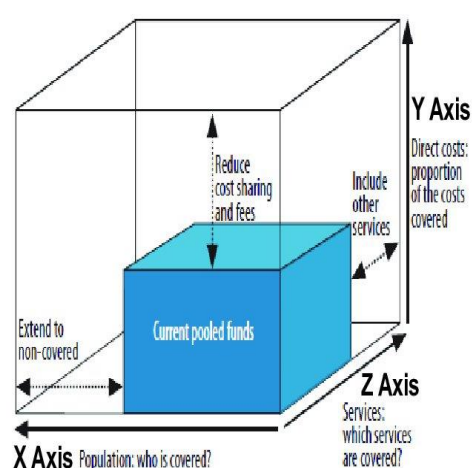 Y Axis
Direct costs:
proportion
of the costs
covered
Reduce
cost sharing
and fees
Include
other
services
Extend to
non-covered
Current pooled funds
Z Axis
Services:
which services
are covered?
X Axis Population: who is covered?